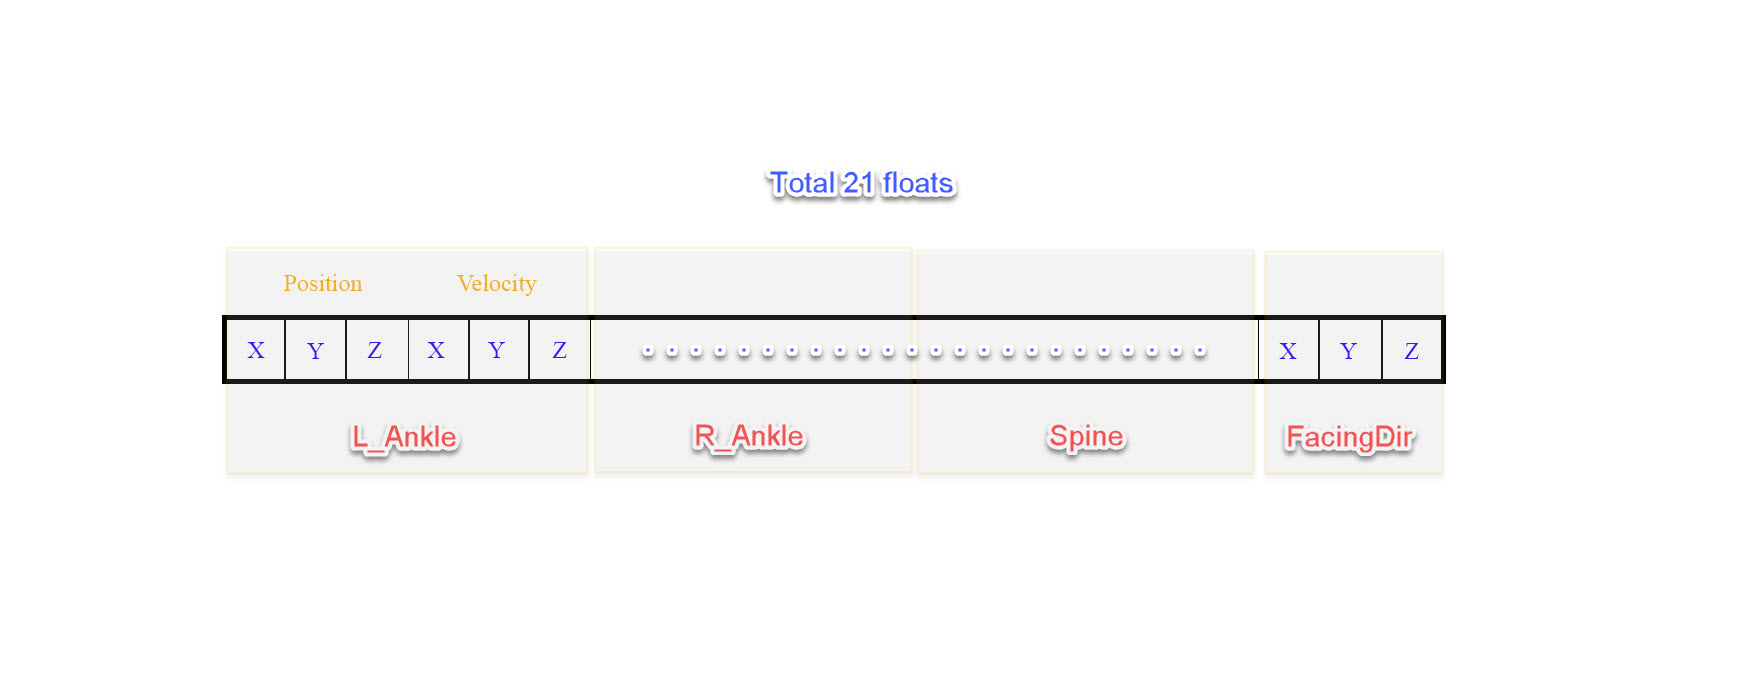 Total 21 floats
Position Velocity
X Y Z X Y Z X Y Z
L_Ankle R_Ankle Spine FacingDir